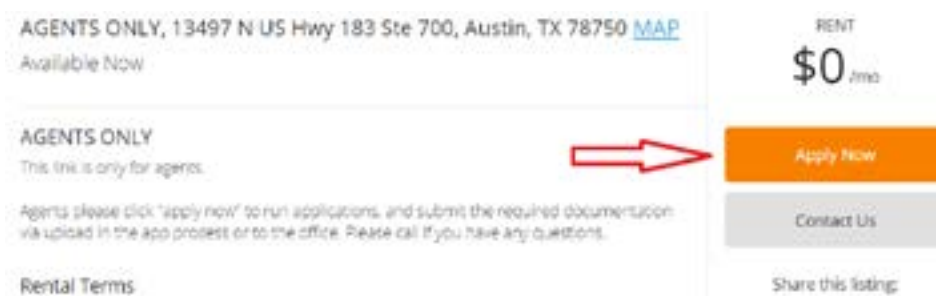 AGENTS ONLY, 13497 N US Hwy 183 Ste 700, Austin, TX 78750 MAP
Available Now
AGENTS ONLY
This link is only for agents.
Agents please click "apply now" to run applications, and submit the required documentation
via upload in the app process or to the office. Please call if you have any questions.
Rental Terms
RENT
$0 /mo
Apply Now
Contact Us
Share this listing: